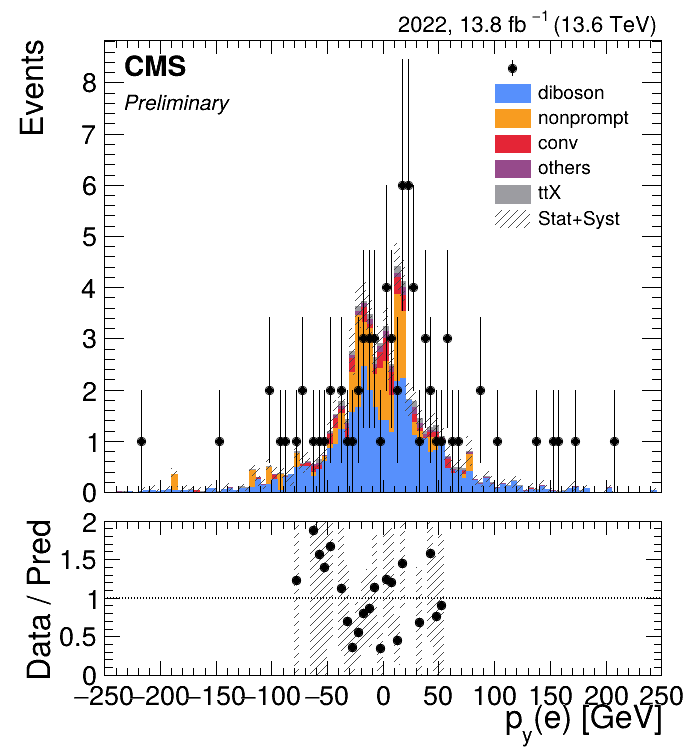 2022, 13.8 fb⁻¹ (13.6 TeV)
CMS
Preliminary
Events
8
7
6
5
4
3
2
1
0
diboson
nonprompt
conv
others
ttX
Stat+Syst
Data / Pred
2
1.5
1
0.5
0
−250 −200 −150 −100 −50 0 50 100 150 200 250
p_y(e) [GeV]